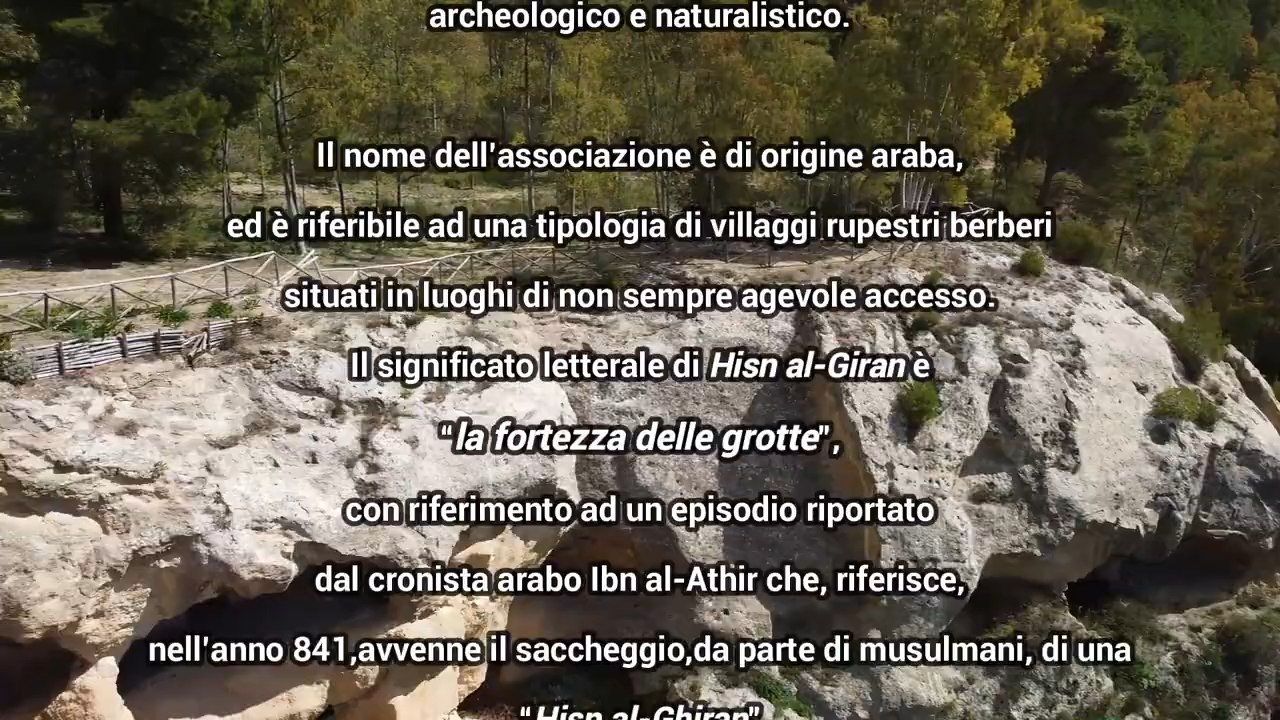 archeologico e naturalistico.
Il nome dell'associazione è di origine araba,
ed è riferibile ad una tipologia di villaggi rupestri berberi
situati in luoghi di non sempre agevole accesso.
Il significato letterale di Hisn al-Giran è
“la fortezza delle grotte”,
con riferimento ad un episodio riportato
dal cronista arabo Ibn al-Athir che, riferisce,
nell'anno 841,avvenne il saccheggio,da parte di musulmani, di una
“Hisn al-Ghiran”